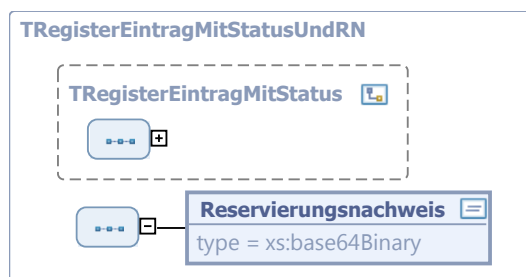 TRegisterEintragMitStatusUndRN
TRegisterEintragMitStatus
Reservierungsnachweis
type = xs:base64Binary